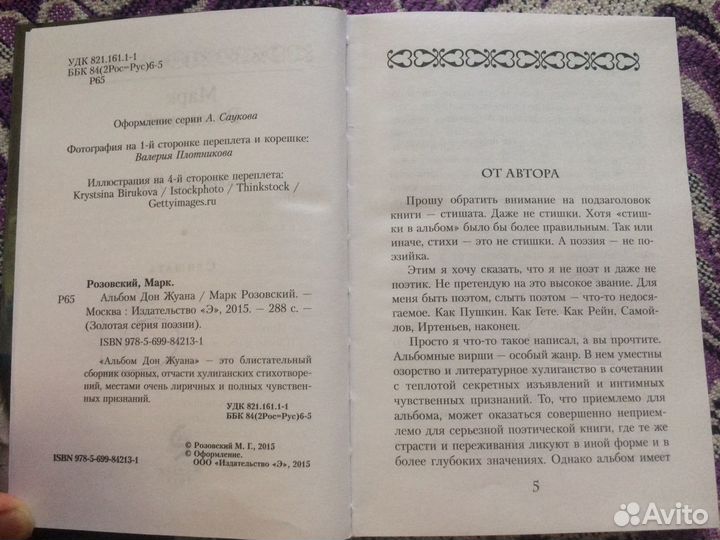 УДК 821.161.1-1
ББК 84(2Рос=Рус)6-5
Р65
Оформление серии А. Саукова
Фотография на 1-й сторонке переплета и корешке:
Валерия Плотникова
Иллюстрация на 4-й сторонке переплета:
Krystsina Birukova / Istockphoto / Thinkstock /
Gettyimages.ru
Розовский, Марк.
Р65 Альбом Дон Жуана / Марк Розовский. —
Москва : Издательство «Э», 2015. — 288 с. —
(Золотая серия поэзии).
ISBN 978-5-699-84213-1
«Альбом Дон Жуана» — это блистательный
сборник озорных, отчасти хулиганских стихотворе-
ний, местами очень лиричных и полных чувствен-
ных признаний.
УДК 821.161.1-1
ББК 84(2Рос=Рус)6-5
© Розовский М. Г., 2015
© Оформление.
ISBN 978-5-699-84213-1 ООО «Издательство «Э», 2015
ОТ АВТОРА
Прошу обратить внимание на подзаголовок
книги — стишата. Даже не стишки. Хотя «стиш-
ки в альбом» было бы более правильным. Так или
иначе, стихи — это не стишки. А поэзия — не по-
эзийка.
Этим я хочу сказать, что я не поэт и даже не
поэтик. Не претендую на это высокое звание. Для
меня быть поэтом, слыть поэтом — что-то недося-
гаемое. Как Пушкин. Как Гете. Как Рейн, Самой-
лов, Иртеньев, наконец.
Просто я что-то такое написал, а вы прочтите.
Альбомные вирши — особый жанр. В нем уместны
озорство и литературное хулиганство в сочетании
с теплотой секретных изъявлений и интимных
чувственных признаний. То, что приемлемо для
альбома, может оказаться совершенно неприем-
лемо для серьезной поэтической книги, где те же
страсти и переживания ликуют в иной форме и в
более глубоких значениях. Однако альбом имеет
5
Avito